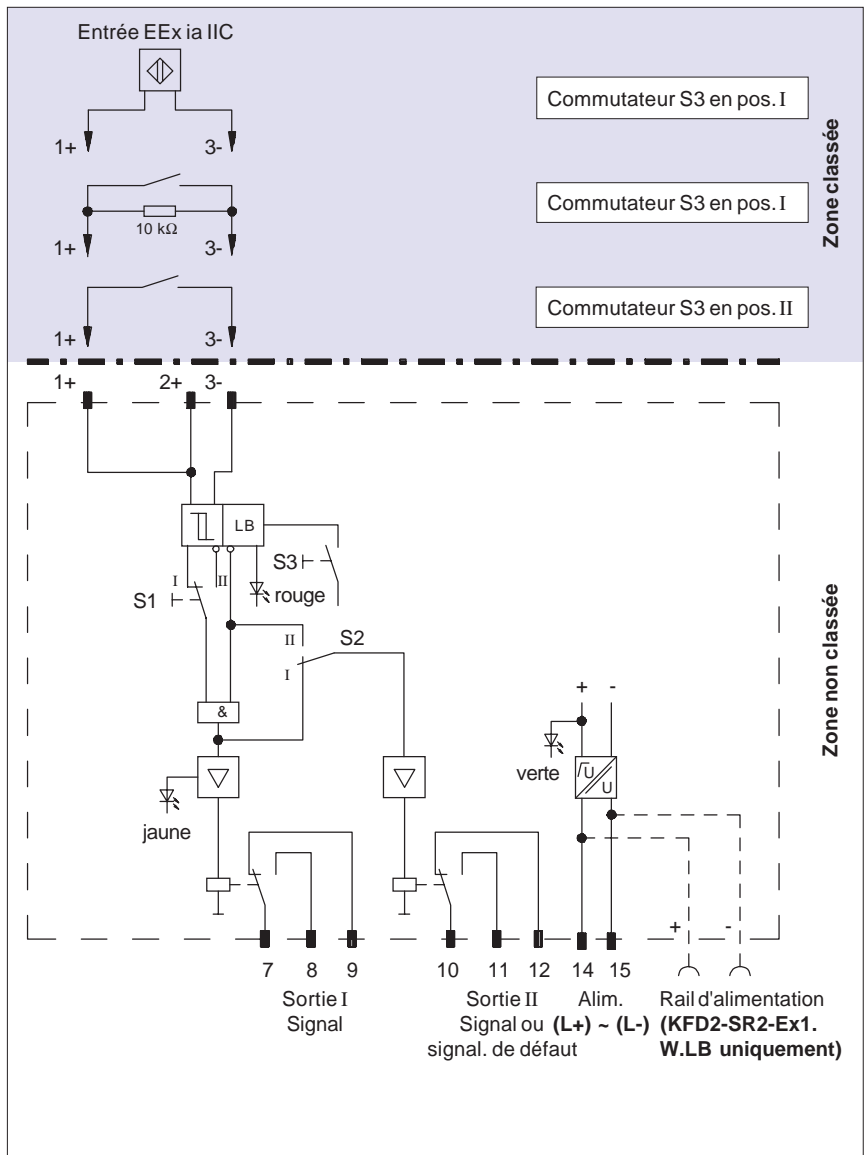 Entrée EEx ia IIC
Commutateur S3 en pos. I
1+ 3-
Commutateur S3 en pos. I
10 kΩ
1+ 3-
Commutateur S3 en pos. II
1+ 3-
Zone classée
1+ 2+ 3-
LB
S3
I II
rouge
S1
II S2
I
&
+ -
verte
U
U
jaune
Zone non classée
+ -
7 8 9 10 11 12 14 15
Sortie I Sortie II Alim. Rail d'alimentation
Signal Signal ou (L+) ~ (L-) (KFD2-SR2-Ex1.
signal. de défaut W.LB uniquement)